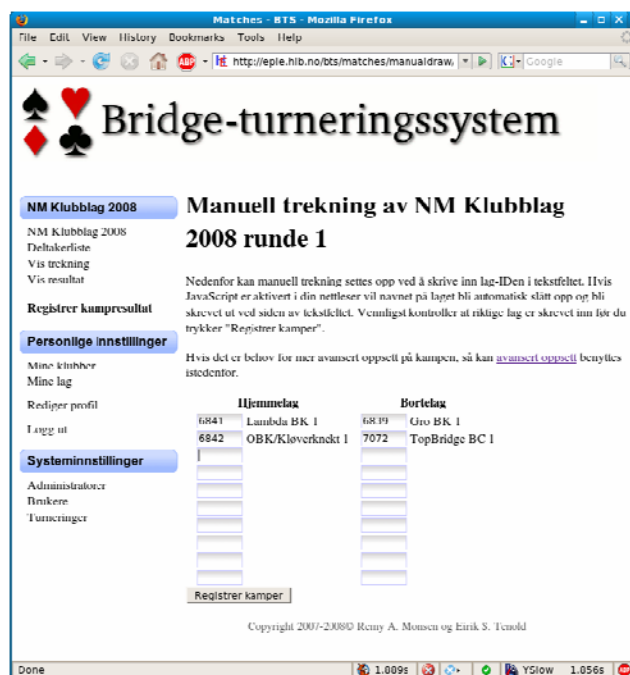 Matches - BTS - Mozilla Firefox
File Edit View History Bookmarks Tools Help
ABP http://eple.hib.no/bts/matches/manualdraw, Google
Bridge-turneringssystem
NM Klubblag 2008
NM Klubblag 2008
Deltakerliste
Vis trekning
Vis resultat
Registrer kampresultat
Personlige innstillinger
Mine klubber
Mine lag
Rediger profil
Logg ut
Systeminnstillinger
Administratorer
Brukere
Turneringer
Manuell trekning av NM Klubblag
2008 runde 1
Nedenfor kan manuell trekning settes opp ved å skrive inn lag-IDen i tekstfeltet. Hvis
JavaScript er aktivert i din nettleser vil navnet på laget bli automatisk slått opp og bli
skrevet ut ved siden av tekstfeltet. Vennligst kontroller at riktige lag er skrevet inn før du
trykker "Registrer kamper".
Hvis det er behov for mer avansert oppsett på kampen, så kan avansert oppsett benyttes
istedenfor.
Hjemmelag Bortelag
6841 Lambda BK 1 6839 Gro BK 1
6842 OBK/Kløverknekt 1 7072 TopBridge BC 1
Registrer kamper
Copyright 2007-2008© Remy A. Monsen og Eirik S. Tenold
Done 1.889s YSlow 1.056s